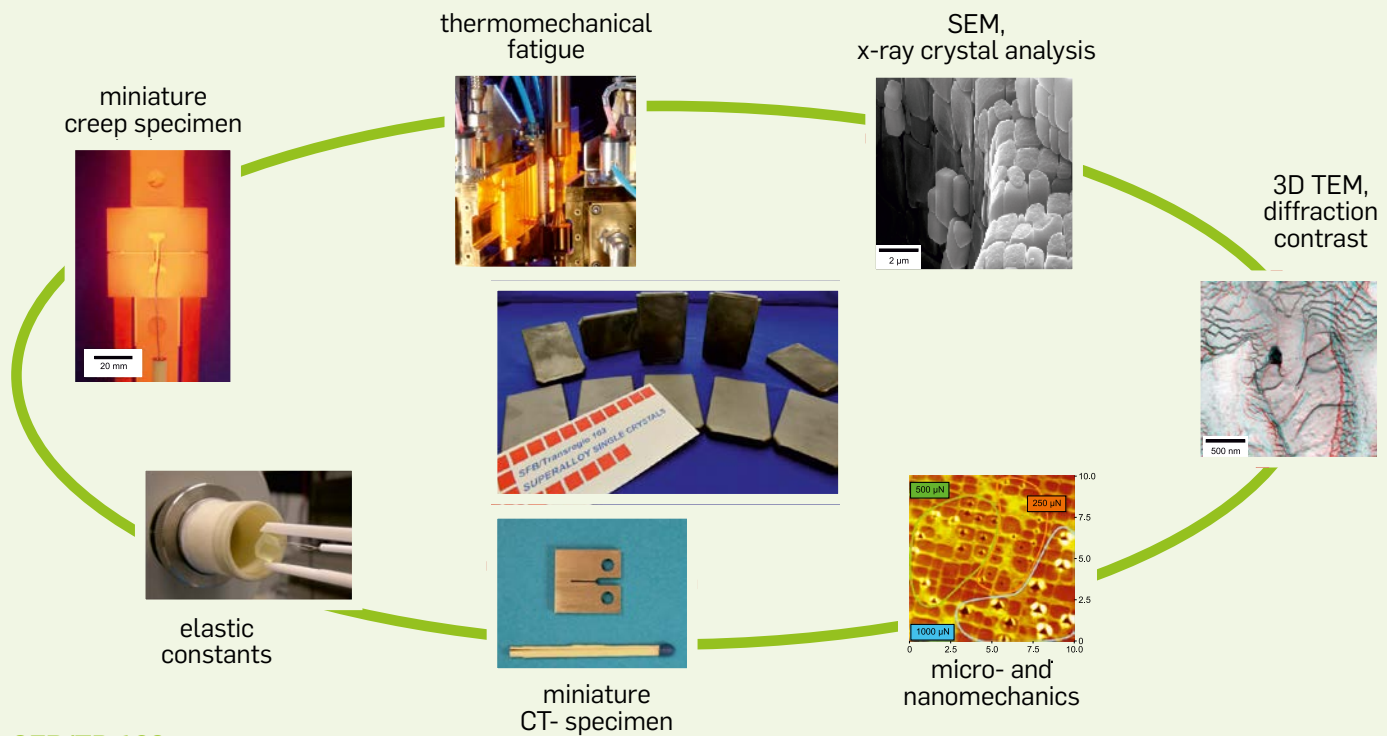 thermomechanical
fatigue
SEM,
x-ray crystal analysis
miniature
creep specimen
3D TEM,
diffraction
contrast
20 mm
2 µm
500 nm
SFB/Transregio 103
SUPERALLOY SINGLE CRYSTALS
500 µN
250 µN
1000 µN
10.0
7.5
5.0
2.5
0
0
2.5
5.0
7.5
10.0
elastic
constants
miniature
CT- specimen
micro- and
nanomechanics